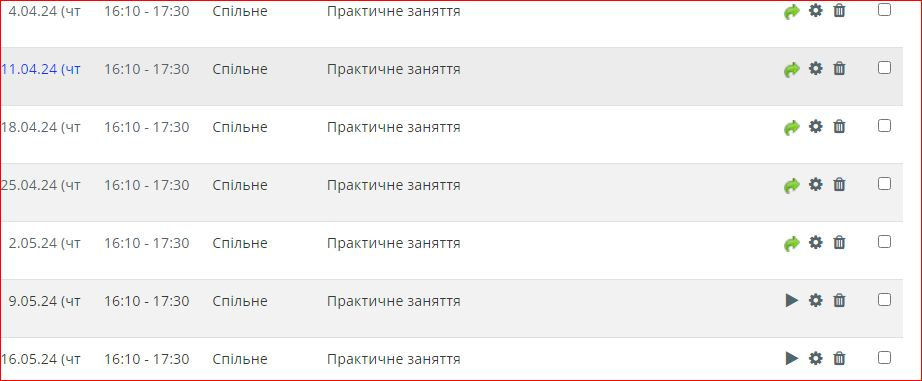 4.04.24 (чт 16:10 - 17:30 Спільне Практичне заняття
11.04.24 (чт 16:10 - 17:30 Спільне Практичне заняття
18.04.24 (чт 16:10 - 17:30 Спільне Практичне заняття
25.04.24 (чт 16:10 - 17:30 Спільне Практичне заняття
2.05.24 (чт 16:10 - 17:30 Спільне Практичне заняття
9.05.24 (чт 16:10 - 17:30 Спільне Практичне заняття
16.05.24 (чт 16:10 - 17:30 Спільне Практичне заняття